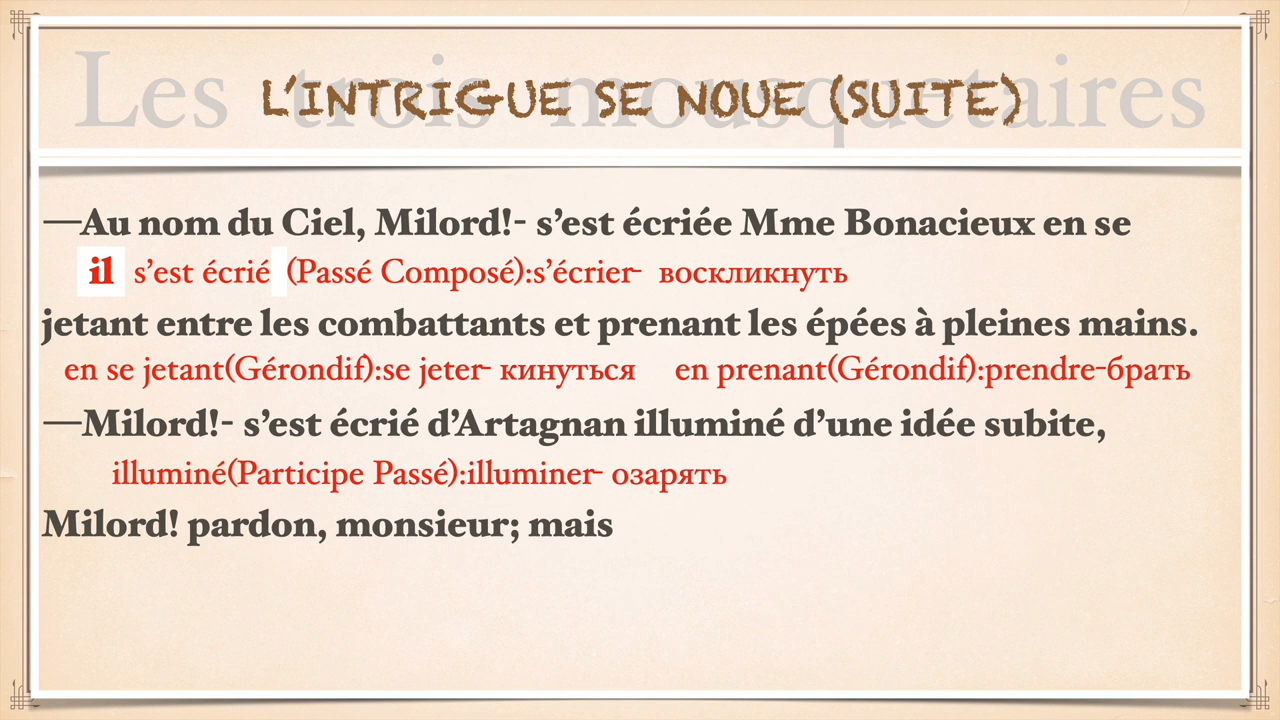 Les trois mousquetaires
L'INTRIGUE SE NOUE (SUITE)
—Au nom du Ciel, Milord!- s'est écriée Mme Bonacieux en se
il s'est écrié (Passé Composé):s'écrier- воскликнуть
jetant entre les combattants et prenant les épées à pleines mains.
en se jetant(Gérondif):se jeter- кинуться en prenant(Gérondif):prendre-брать
—Milord!- s'est écrié d'Artagnan illuminé d'une idée subite,
illuminé(Participe Passé):illuminer- озарять
Milord! pardon, monsieur; mais